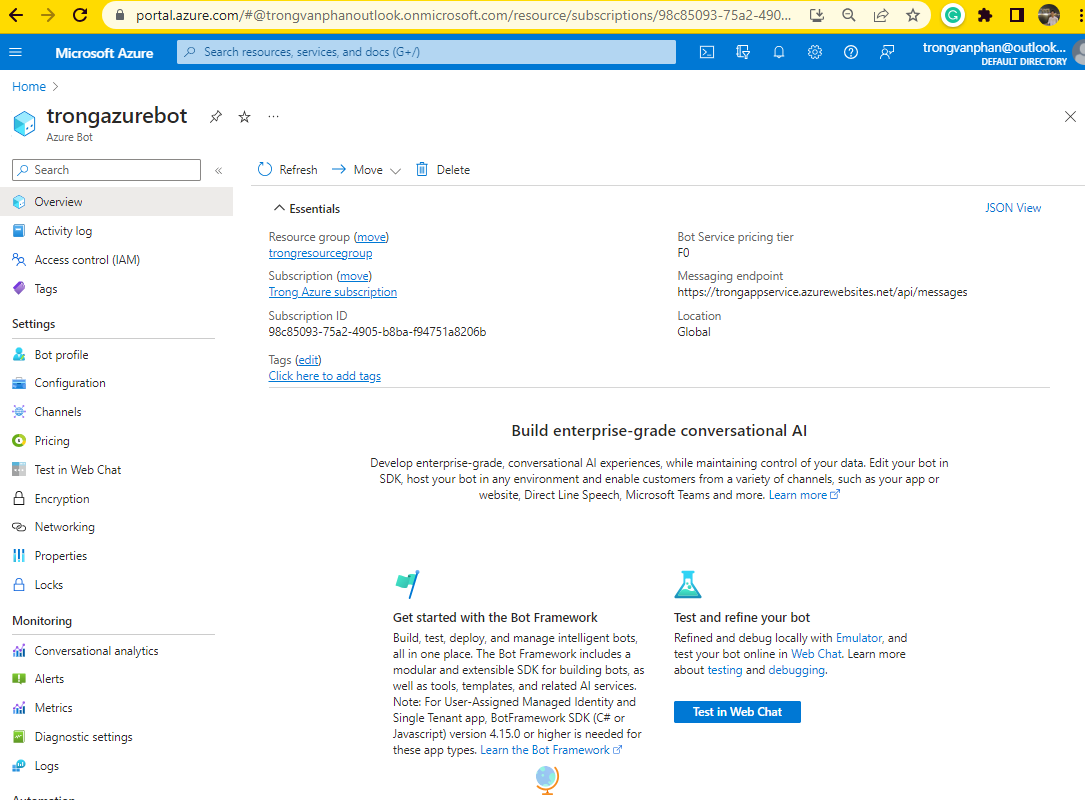 portal.azure.com/#@trongvanphanoutlook.onmicrosoft.com/resource/subscriptions/98c85093-75a2-490...
Microsoft Azure
Search resources, services, and docs (G+/)
trongvanphan@outlook...
DEFAULT DIRECTORY
Home
trongazurebot
Azure Bot
Search
Refresh
Move
Delete
Overview
Activity log
Access control (IAM)
Tags
Settings
Bot profile
Configuration
Channels
Pricing
Test in Web Chat
Encryption
Networking
Properties
Locks
Monitoring
Conversational analytics
Alerts
Metrics
Diagnostic settings
Logs
Automation
Essentials
JSON View
Resource group (move)
trongresourcegroup
Subscription (move)
Trong Azure subscription
Subscription ID
98c85093-75a2-4905-b8ba-f94751a8206b
Tags (edit)
Click here to add tags
Bot Service pricing tier
F0
Messaging endpoint
https://trongappservice.azurewebsites.net/api/messages
Location
Global
Build enterprise-grade conversational AI
Develop enterprise-grade, conversational AI experiences, while maintaining control of your data. Edit your bot in
SDK, host your bot in any environment and enable customers from a variety of channels, such as your app or
website, Direct Line Speech, Microsoft Teams and more. Learn more
Get started with the Bot Framework
Build, test, deploy, and manage intelligent bots,
all in one place. The Bot Framework includes a
modular and extensible SDK for building bots, as
well as tools, templates, and related AI services.
Note: For User-Assigned Managed Identity and
Single Tenant app, BotFramework SDK (C# or
Javascript) version 4.15.0 or higher is needed for
these app types. Learn the Bot Framework
Test and refine your bot
Refined and debug locally with Emulator, and
test your bot online in Web Chat. Learn more
about testing and debugging.
Test in Web Chat